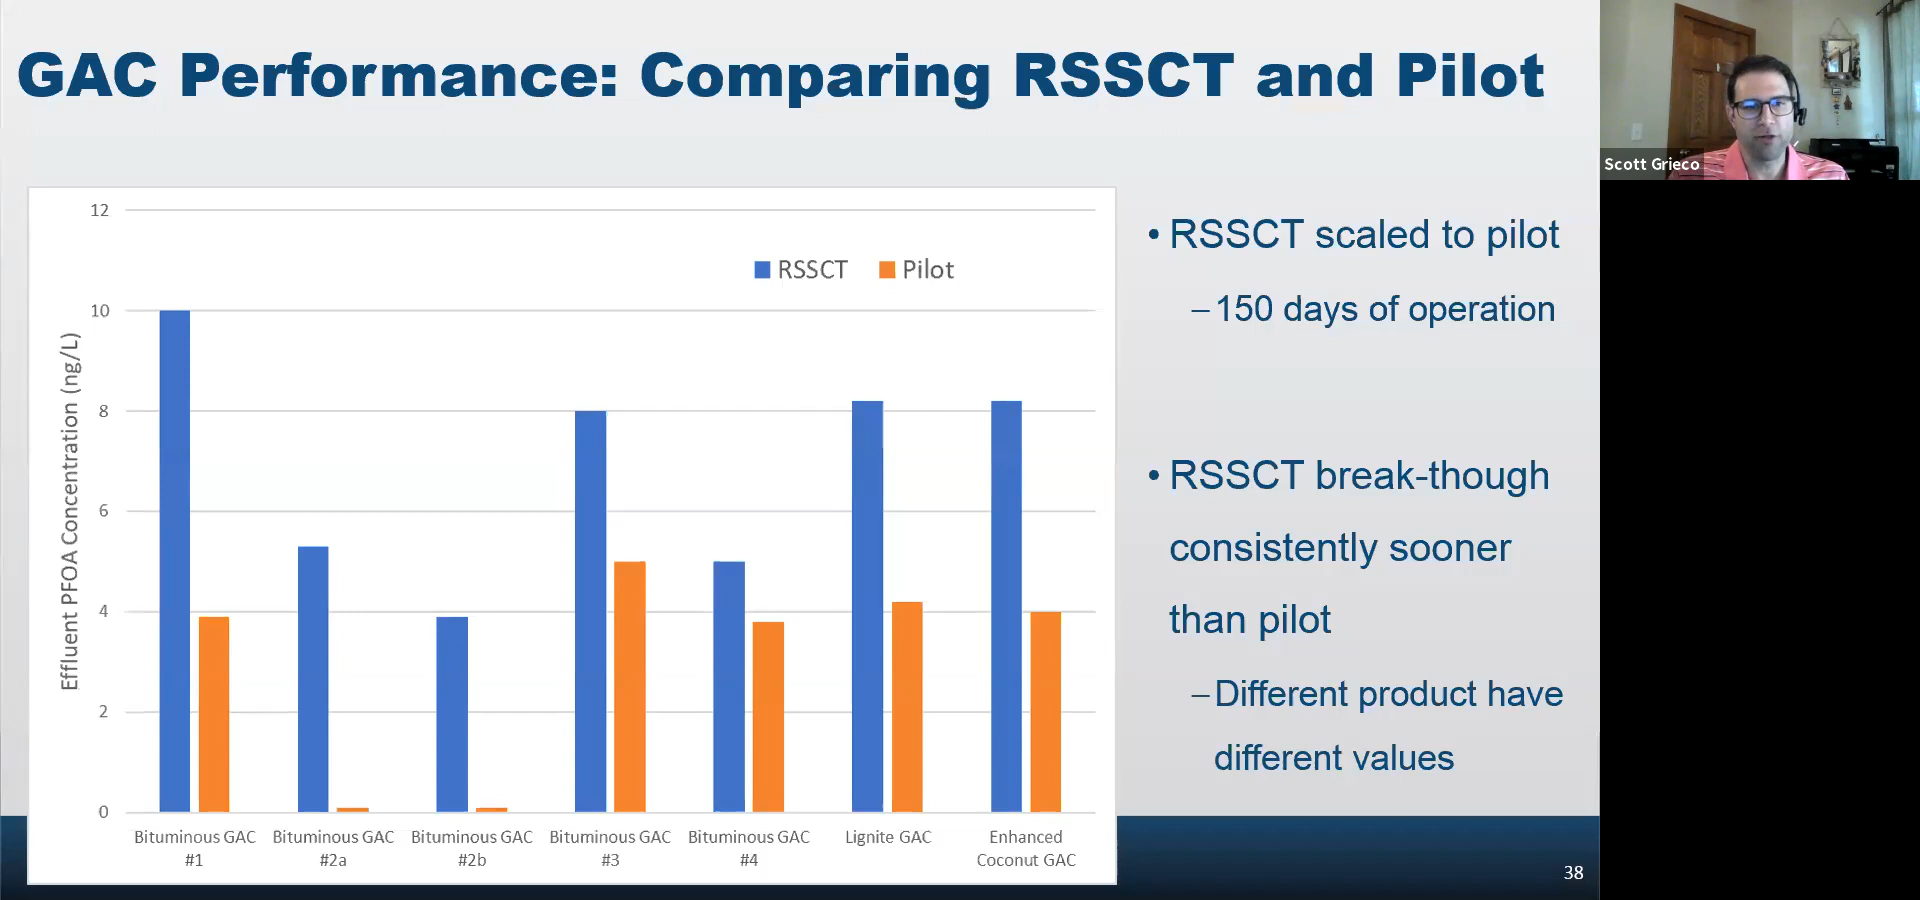 GAC Performance: Comparing RSSCT and Pilot
Scott Grieco
12
10
8
6
4
2
0
Effluent PFOA Concentration (ng/L)
RSSCT
Pilot
Bituminous GAC
#1
Bituminous GAC
#2a
Bituminous GAC
#2b
Bituminous GAC
#3
Bituminous GAC
#4
Lignite GAC
Enhanced
Coconut GAC
• RSSCT scaled to pilot
–150 days of operation
• RSSCT break-though
consistently sooner
than pilot
–Different product have
different values
38